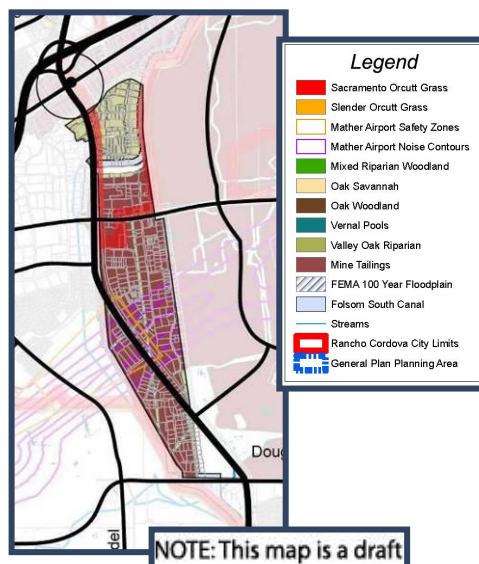 Legend
Sacramento Orcutt Grass
Slender Orcutt Grass
Mather Airport Safety Zones
Mather Airport Noise Contours
Mixed Riparian Woodland
Oak Savannah
Oak Woodland
Vernal Pools
Valley Oak Riparian
Mine Tailings
FEMA 100 Year Floodplain
Folsom South Canal
Streams
Rancho Cordova City Limits
General Plan Planning Area
Doug
del
NOTE: This map is a draft